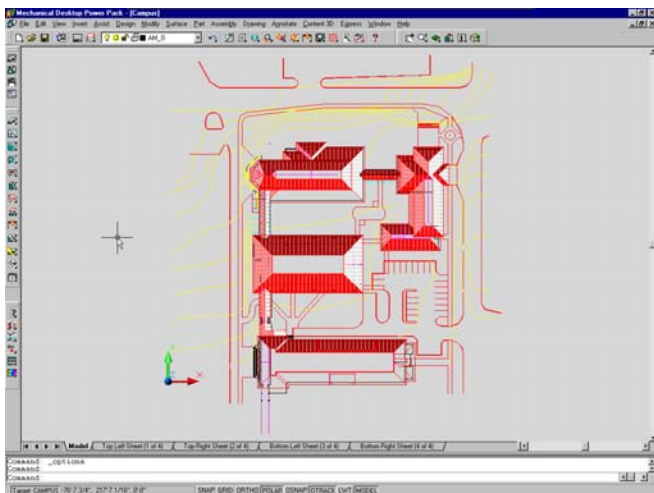 Mechanical Desktop Power Pack - [Campus]
File Edit View Insert Assist Design Modify Surface Part Assembly Drawing Annotate Content 3D Express Window Help
AM_0
Model Top Left Sheet (1 of 4) Top Right Sheet (2 of 4) Bottom Left Sheet (3 of 4) Bottom Right Sheet (4 of 4)
Command: _options
Command:
Command:
Target: CAMPUS SNAP GRID ORTHO POLAR OSNAP OTRACK LWT MODEL